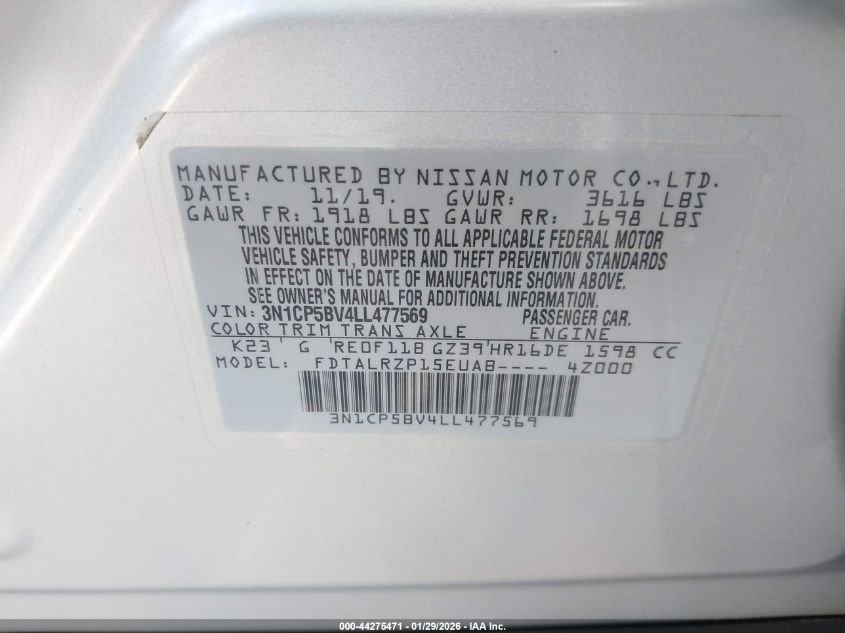 MANUFACTURED BY NISSAN MOTOR CO.,LTD.
DATE: 11/19. GVWR: 3616 LBS
GAWR FR: 1918 LBS GAWR RR: 1698 LBS
THIS VEHICLE CONFORMS TO ALL APPLICABLE FEDERAL MOTOR
VEHICLE SAFETY, BUMPER AND THEFT PREVENTION STANDARDS
IN EFFECT ON THE DATE OF MANUFACTURE SHOWN ABOVE.
SEE OWNER'S MANUAL FOR ADDITIONAL INFORMATION.
VIN: 3N1CP5BV4LL477569 PASSENGER CAR.
COLOR TRIM TRANS AXLE ENGINE
K23 ' G 'RE0F11B GZ39'HR16DE 1598 CC
MODEL: FDTALRZP15EUAB---- 4Z000
3N1CP5BV4LL477569
000-44275471 - 01/29/2026 - IAA Inc.